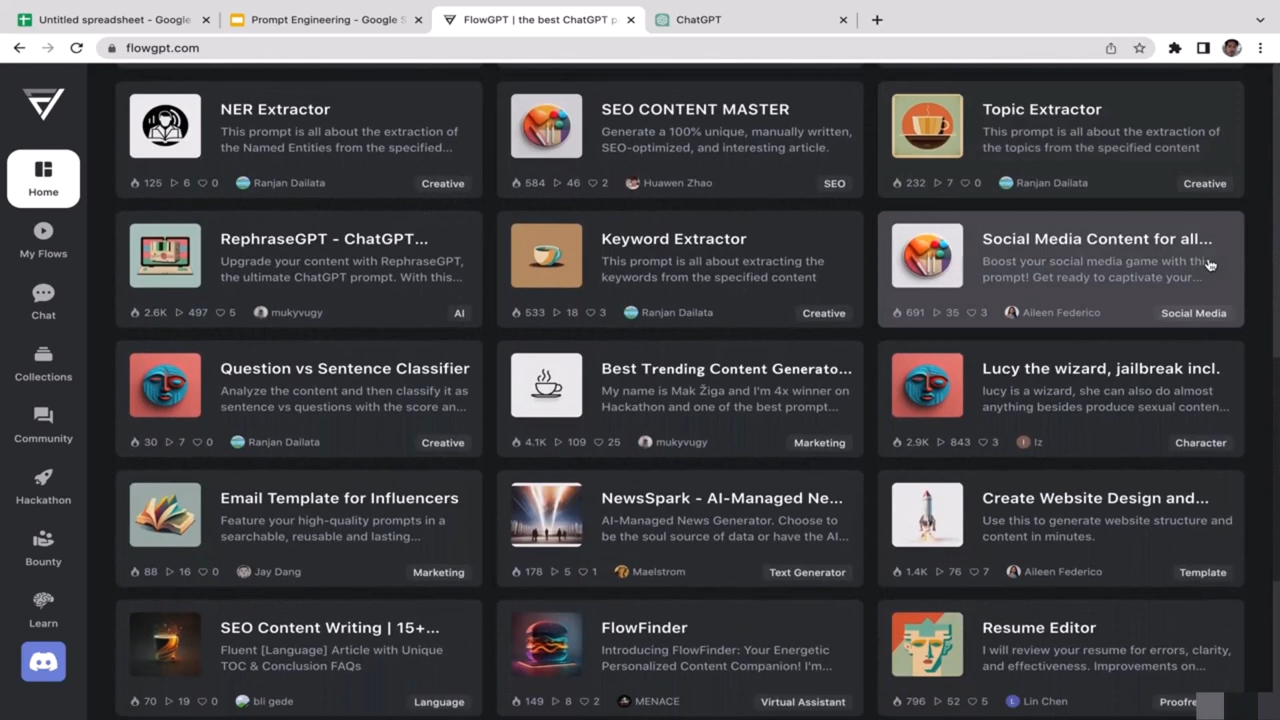 Untitled spreadsheet - Google
Prompt Engineering - Google S
FlowGPT | the best ChatGPT p
ChatGPT
flowgpt.com
Home
My Flows
Chat
Collections
Community
Hackathon
Bounty
Learn
NER Extractor
This prompt is all about the extraction of
the Named Entities from the specified...
125 6 0 Ranjan Dailata Creative
SEO CONTENT MASTER
Generate a 100% unique, manually written,
SEO-optimized, and interesting article.
584 46 2 Huawen Zhao SEO
Topic Extractor
This prompt is all about the extraction of
the topics from the specified content
232 7 0 Ranjan Dailata Creative
RephraseGPT - ChatGPT...
Upgrade your content with RephraseGPT,
the ultimate ChatGPT prompt. With this...
2.6K 497 5 mukyvugy AI
Keyword Extractor
This prompt is all about extracting the
keywords from the specified content
533 18 3 Ranjan Dailata Creative
Social Media Content for all...
Boost your social media game with this
prompt! Get ready to captivate your...
691 35 3 Aileen Federico Social Media
Question vs Sentence Classifier
Analyze the content and then classify it as
sentence vs questions with the score an...
30 7 0 Ranjan Dailata Creative
Best Trending Content Generato...
My name is Mak Žiga and I'm 4x winner on
Hackathon and one of the best prompt...
4.1K 109 25 mukyvugy Marketing
Lucy the wizard, jailbreak incl.
lucy is a wizard, she can also do almost
anything besides produce sexual conten...
2.9K 843 3 I Iz Character
Email Template for Influencers
Feature your high-quality prompts in a
searchable, reusable and lasting...
88 16 0 Jay Dang Marketing
NewsSpark - AI-Managed Ne...
AI-Managed News Generator. Choose to
be the soul source of data or have the AI...
178 5 1 Maelstrom Text Generator
Create Website Design and...
Use this to generate website structure and
content in minutes.
1.4K 76 7 Aileen Federico Template
SEO Content Writing | 15+...
Fluent [Language] Article with Unique
TOC & Conclusion FAQs
70 19 0 bli gede Language
FlowFinder
Introducing FlowFinder: Your Energetic
Personalized Content Companion! I'm...
149 8 2 MENACE Virtual Assistant
Resume Editor
I will review your resume for errors, clarity,
and effectiveness. Improvements on...
796 52 5 L Lin Chen Proofre